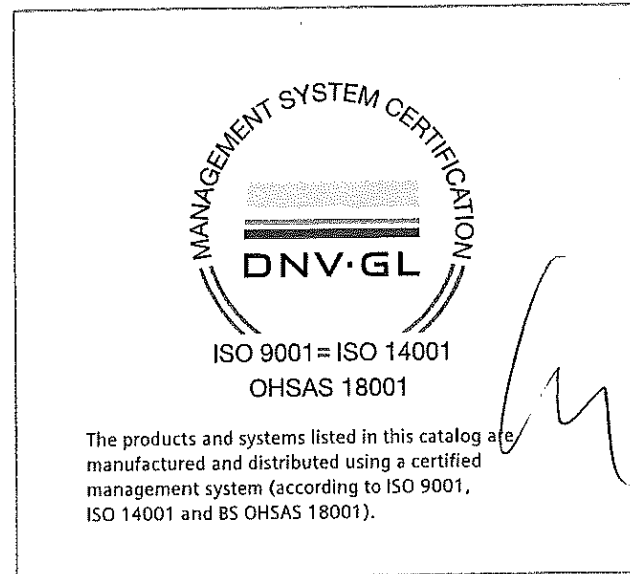 MANAGEMENT SYSTEM CERTIFICATION
DNV·GL
ISO 9001 = ISO 14001
OHSAS 18001
The products and systems listed in this catalog are
manufactured and distributed using a certified
management system (according to ISO 9001,
ISO 14001 and BS OHSAS 18001).